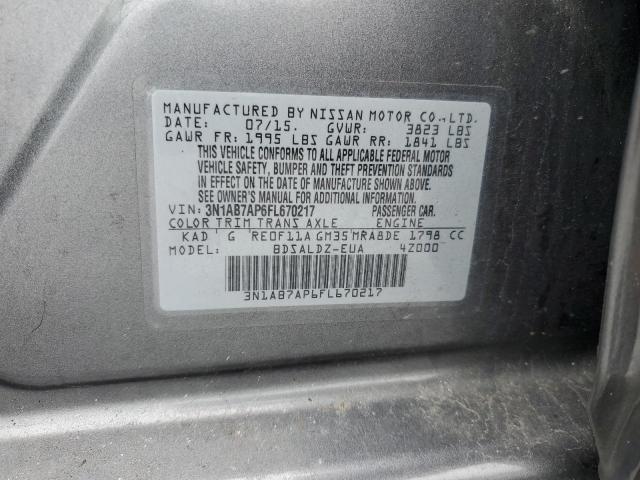 MANUFACTURED BY NISSAN MOTOR CO.,LTD.
DATE: 07/15. GVWR: 3823 LBS
GAWR FR: 1995 LBS GAWR RR: 1841 LBS
THIS VEHICLE CONFORMS TO ALL APPLICABLE FEDERAL MOTOR
VEHICLE SAFETY, BUMPER AND THEFT PREVENTION STANDARDS
IN EFFECT ON THE DATE OF MANUFACTURE SHOWN ABOVE.
SEE OWNER'S MANUAL FOR ADDITIONAL INFORMATION.
VIN: 3N1AB7AP6FL670217 PASSENGER CAR.
COLOR TRIM TRANS AXLE ENGINE
KAD G RE0F11A GM35 MRA8DE 1798 CC
MODEL: BDSALDZ-EUA 4Z000
3N1AB7AP6FL670217